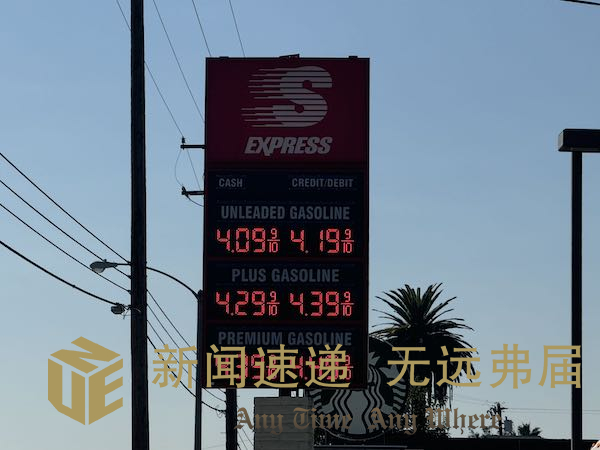 S
EXPRESS
CASH CREDIT/DEBIT
UNLEADED GASOLINE
4.09 9/10 4.19 9/10
PLUS GASOLINE
4.29 9/10 4.39 9/10
PREMIUM GASOLINE
新闻速递 无远弗届
NUE
Any Time Any Where